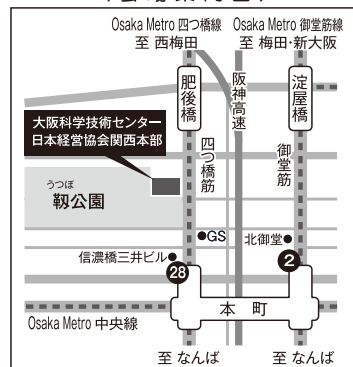 Osaka Metro 四つ橋線
至 西梅田
Osaka Metro 御堂筋線
至 梅田・新大阪
肥後橋
阪神高速
淀屋橋
大阪科学技術センター
日本経営協会関西本部
四つ橋筋
御堂筋
うつぼ
靱公園
GS
北御堂
信濃橋三井ビル
28
2
本町
Osaka Metro 中央線
至 なんば
至 なんば